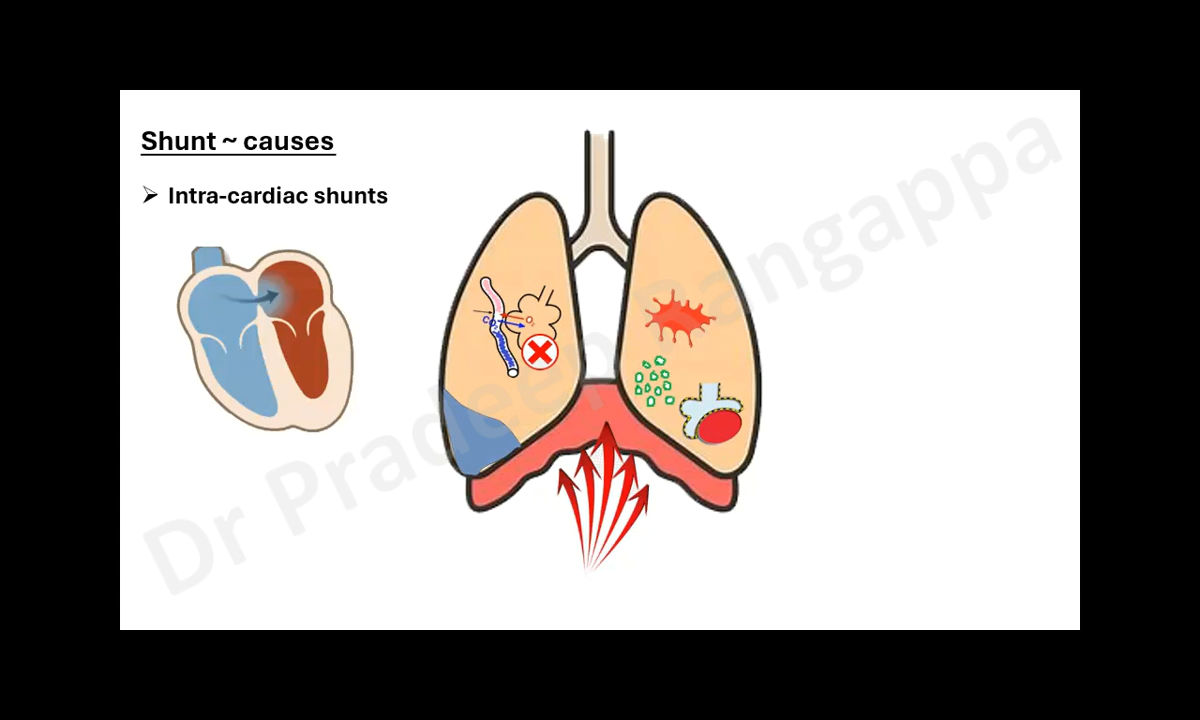 Shunt ~ causes
➢ Intra-cardiac shunts
Dr Pradeep Rangappa